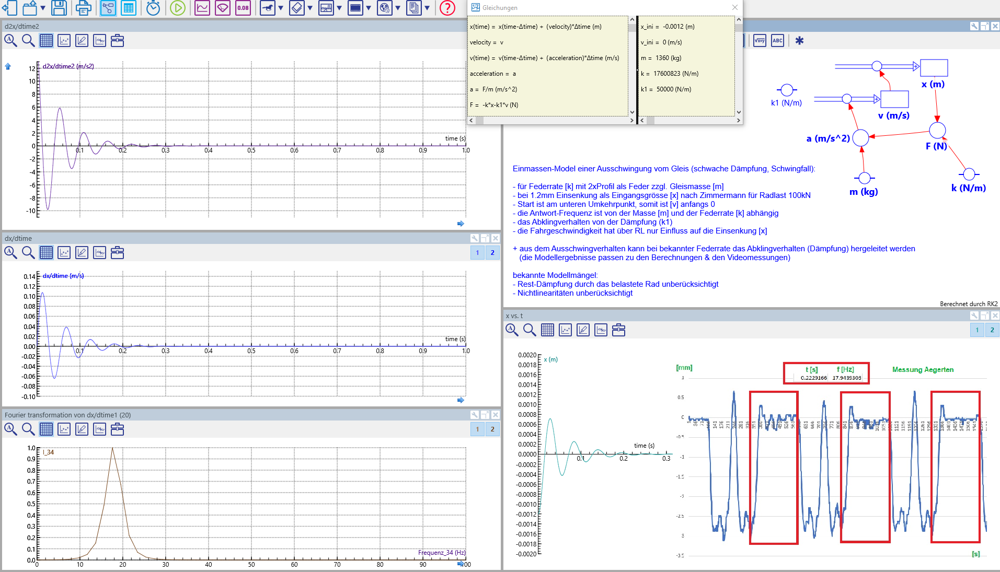 0.08
Gleichungen
x(time) = x(time-Δtime) + (velocity)*Δtime (m)
velocity = v
v(time) = v(time-Δtime) + (acceleration)*Δtime (m/s)
acceleration = a
a = F/m (m/s^2)
F = -k*x-k1*v (N)
x_ini = -0.0012 (m)
v_ini = 0 (m/s)
m = 1360 (kg)
k = 17600823 (N/m)
k1 = 50000 (N/m)
d2x/dtime2
d2x/dtime2 (m/s2)
12
10
8
6
4
2
0
-2
-4
-6
-8
-10
time (s)
0.1 0.2 0.3 0.4 0.5 0.6 0.7 0.8 0.9 1.0
dx/dtime
1 2
dx/dtime (m/s)
0.14
0.12
0.10
0.08
0.06
0.04
0.02
0.00
-0.02
-0.04
-0.06
-0.08
-0.10
time (s)
0.1 0.2 0.3 0.4 0.5 0.6 0.7 0.8 0.9 1.0
Fourier transformation von dx/dtime1 (20)
1 2
I_34
1.0
0.9
0.8
0.7
0.6
0.5
0.4
0.3
0.2
0.1
0.0
Frequenz_34 (Hz)
0 10 20 30 40 50 60 70 80 90 100
ABC
x (m)
k1 (N/m)
v (m/s)
a (m/s^2)
F (N)
m (kg)
k (N/m)
Einmassen-Model einer Ausschwingung vom Gleis (schwache Dämpfung, Schwingfall):
- für Federrate [k] mit 2xProfil als Feder zzgl. Gleismasse [m]
- bei 1.2mm Einsenkung als Eingangsgrösse [x] nach Zimmermann für Radlast 100kN
- Start ist am unteren Umkehrpunkt, somit ist [v] anfangs 0
- die Antwort-Frequenz ist von der Masse [m] und der Federrate [k] abhängig
- das Abklingverhalten von der Dämpfung (k1)
- die Fahrgeschwindigkeit hat über RL nur Einfluss auf die Einsenkung [x]
+ aus dem Ausschwingverhalten kann bei bekannter Federrate das Abklingverhalten (Dämpfung) hergeleitet werden
(die Modellergebnisse passen zu den Berechnungen & den Videomessungen)
bekannte Modellmängel:
- Rest-Dämpfung durch das belastete Rad unberücksichtigt
- Nichtlinearitäten unberücksichtigt
Berechnet durch RK2
x vs. t
1 2
x (m)
0.0020
0.0018
0.0016
0.0014
0.0012
0.0010
0.0008
0.0006
0.0004
0.0002
0.0000
-0.0002
-0.0004
-0.0006
-0.0008
-0.0010
-0.0012
-0.0014
-0.0016
-0.0018
-0.0020
time (s)
0.1 0.2 0.3
[mm]
t [s] f [Hz]
0.2229166 17.9439306
Messung Aegerten
1
0.5
0
-0.5
-1
-1.5
-2
-2.5
3
-3.5
[s]